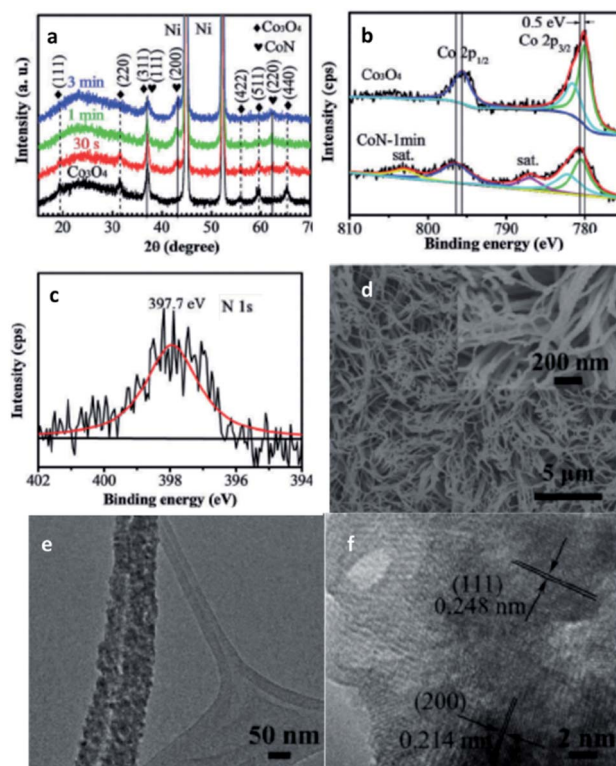 a
Ni Ni
◆ Co₃O₄
♥ CoN
(111)
(220)
(311)
(111)
(200)
(422)
(511)
(220)
(440)
3 min
1 min
30 s
Co₃O₄
Intensity (a. u.)
20 30 40 50 60 70
2θ (degree)
b
0.5 eV
Co 2p1/2
Co 2p3/2
Co₃O₄
CoN-1min
sat.
sat.
Intensity (cps)
810 800 790 780
Binding energy (eV)
c
397.7 eV
N 1s
Intensity (cps)
402 400 398 396 394
Binding energy (eV)
d
200 nm
5 μm
e
50 nm
f
(111)
0.248 nm
(200)
0.214 nm
2 nm